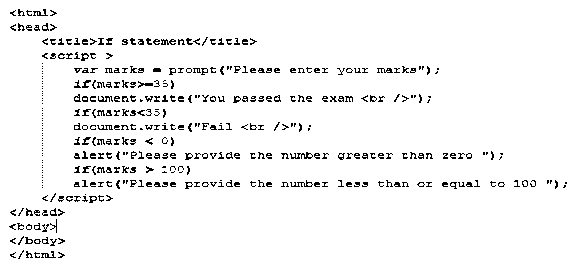 <html>
<head>
<title>If statement</title>
<script >
var marks = prompt("Please enter your marks");
if(marks>=35)
document.write("You passed the exam <br />");
if(marks<35)
document.write("Fail <br />");
if(marks < 0)
alert("Please provide the number greater than zero ");
if(marks > 100)
alert("Please provide the number less than or equal to 100 ");
</script>
</head>
<body>
</body>
</html>